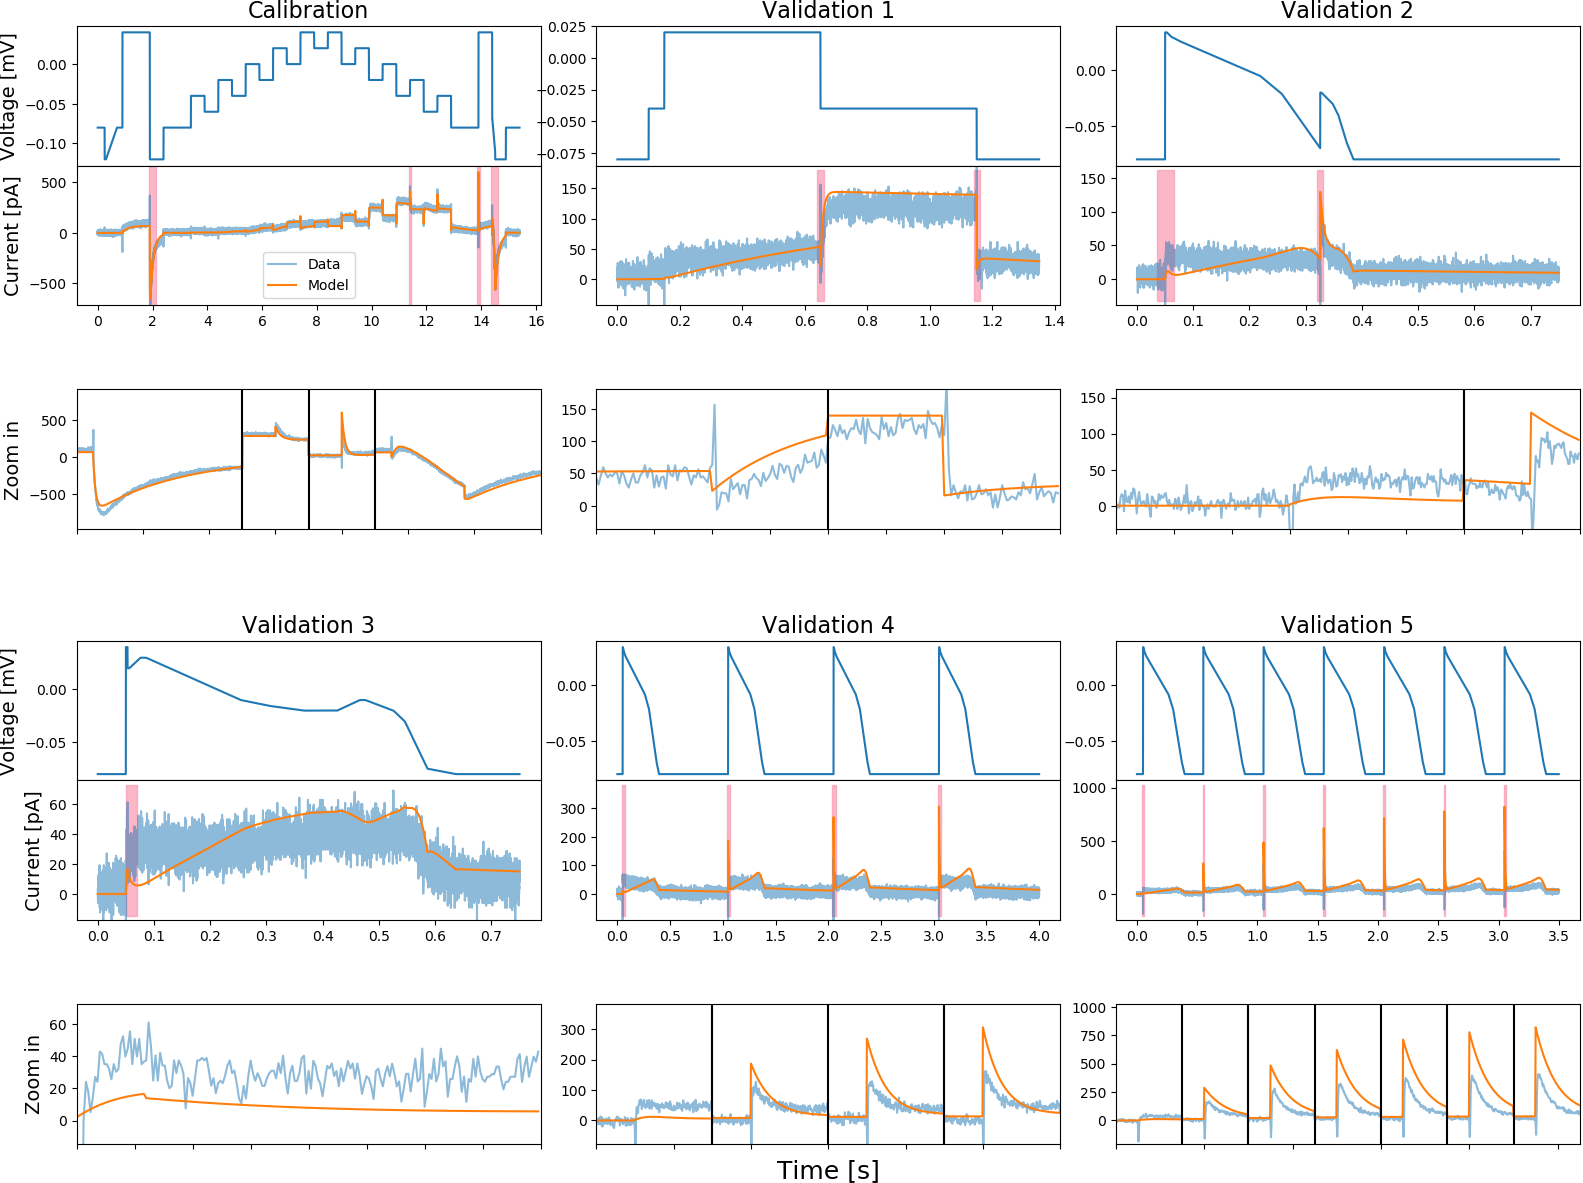 Calibration
Validation 1
Validation 2
Voltage [mV]
0.00
−0.05
−0.10
0.025
0.000
−0.025
−0.050
−0.075
0.00
−0.05
Current [pA]
500
0
−500
Data
Model
0 2 4 6 8 10 12 14 16
150
100
50
0
0.0 0.2 0.4 0.6 0.8 1.0 1.2 1.4
150
100
50
0
0.0 0.1 0.2 0.3 0.4 0.5 0.6 0.7
Zoom in
500
0
−500
150
100
50
0
150
100
50
0
Validation 3
Validation 4
Validation 5
Voltage [mV]
0.00
−0.05
0.00
−0.05
0.00
−0.05
Current [pA]
60
40
20
0
0.0 0.1 0.2 0.3 0.4 0.5 0.6 0.7
300
200
100
0
0.0 0.5 1.0 1.5 2.0 2.5 3.0 3.5 4.0
1000
500
0
0.0 0.5 1.0 1.5 2.0 2.5 3.0 3.5
Zoom in
60
40
20
0
300
200
100
0
1000
750
500
250
0
Time [s]